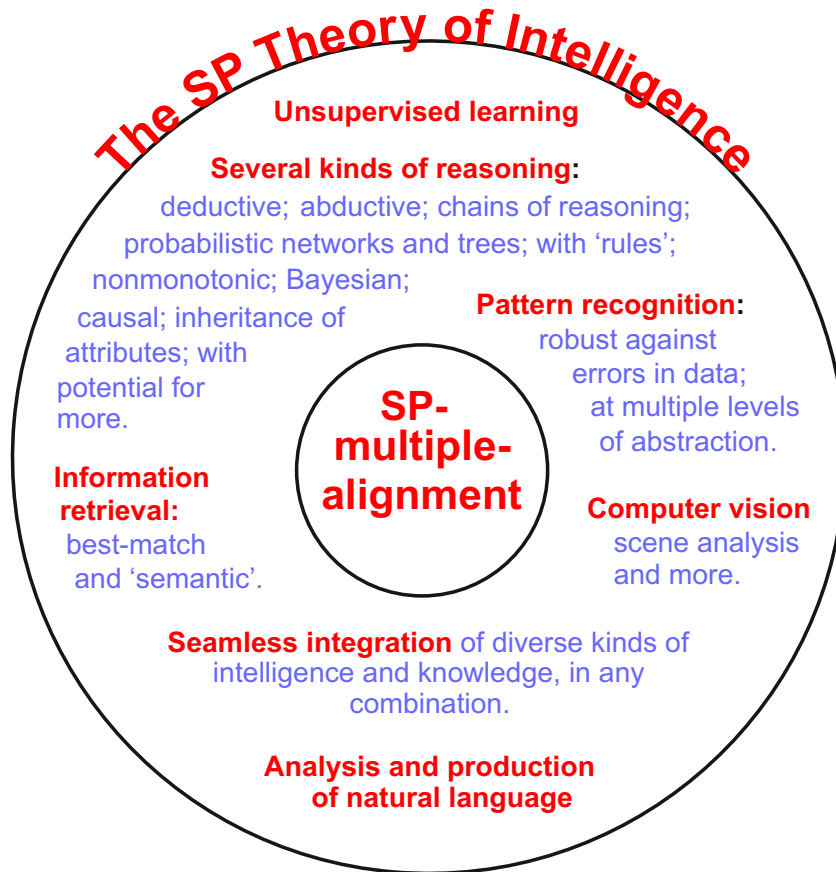 The SP Theory of Intelligence
Unsupervised learning
Several kinds of reasoning:
deductive; abductive; chains of reasoning;
probabilistic networks and trees; with ‘rules’;
nonmonotonic; Bayesian;
causal; inheritance of
attributes; with
potential for
more.
Pattern recognition:
robust against
errors in data;
at multiple levels
of abstraction.
SP-
multiple-
alignment
Information
retrieval:
best-match
and ‘semantic’.
Computer vision
scene analysis
and more.
Seamless integration of diverse kinds of
intelligence and knowledge, in any
combination.
Analysis and production
of natural language